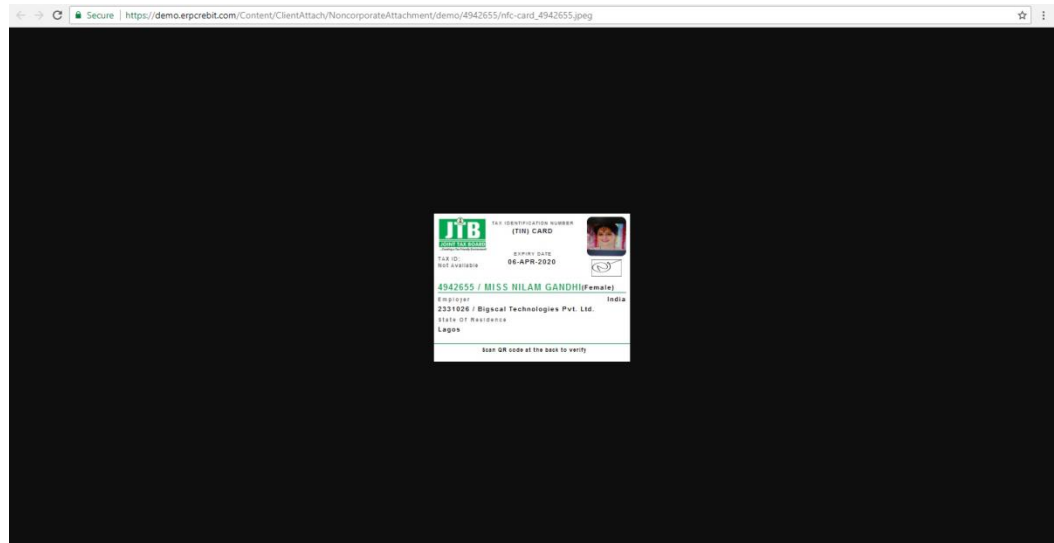 Secure | https://demo.erpcrebit.com/Content/ClientAttach/NoncorporateAttachment/demo/4942655/nfc-card_4942655.jpeg
JTB
JOINT TAX BOARD
TAX IDENTIFICATION NUMBER
(TIN) CARD
EXPIRY DATE
06-APR-2020
TAX ID:
Not Available
4942655 / MISS NILAM GANDHI(Female)
Employer India
2331026 / Bigscal Technologies Pvt. Ltd.
State Of Residence
Lagos
Scan QR code at the back to verify